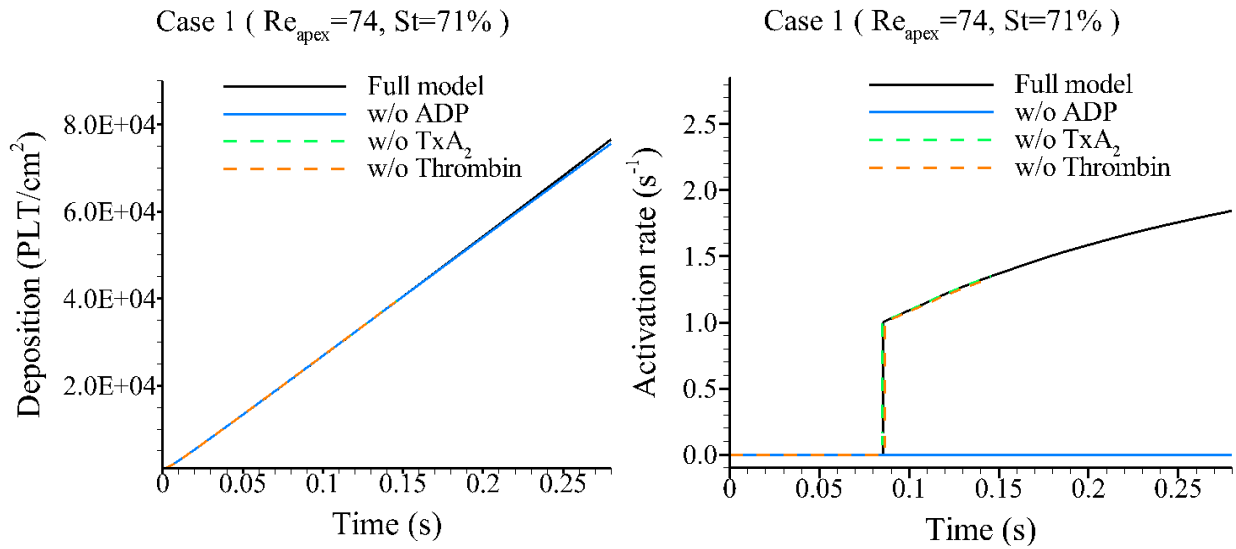 Case 1 ( Re_apex=74, St=71% )
Full model
w/o ADP
w/o TxA₂
w/o Thrombin
Deposition (PLT/cm²)
8.0E+04
6.0E+04
4.0E+04
2.0E+04
0 0.05 0.1 0.15 0.2 0.25
Time (s)
Case 1 ( Re_apex=74, St=71% )
Full model
w/o ADP
w/o TxA₂
w/o Thrombin
Activation rate (s⁻¹)
2.5
2.0
1.5
1.0
0.5
0.0
0 0.05 0.1 0.15 0.2 0.25
Time (s)